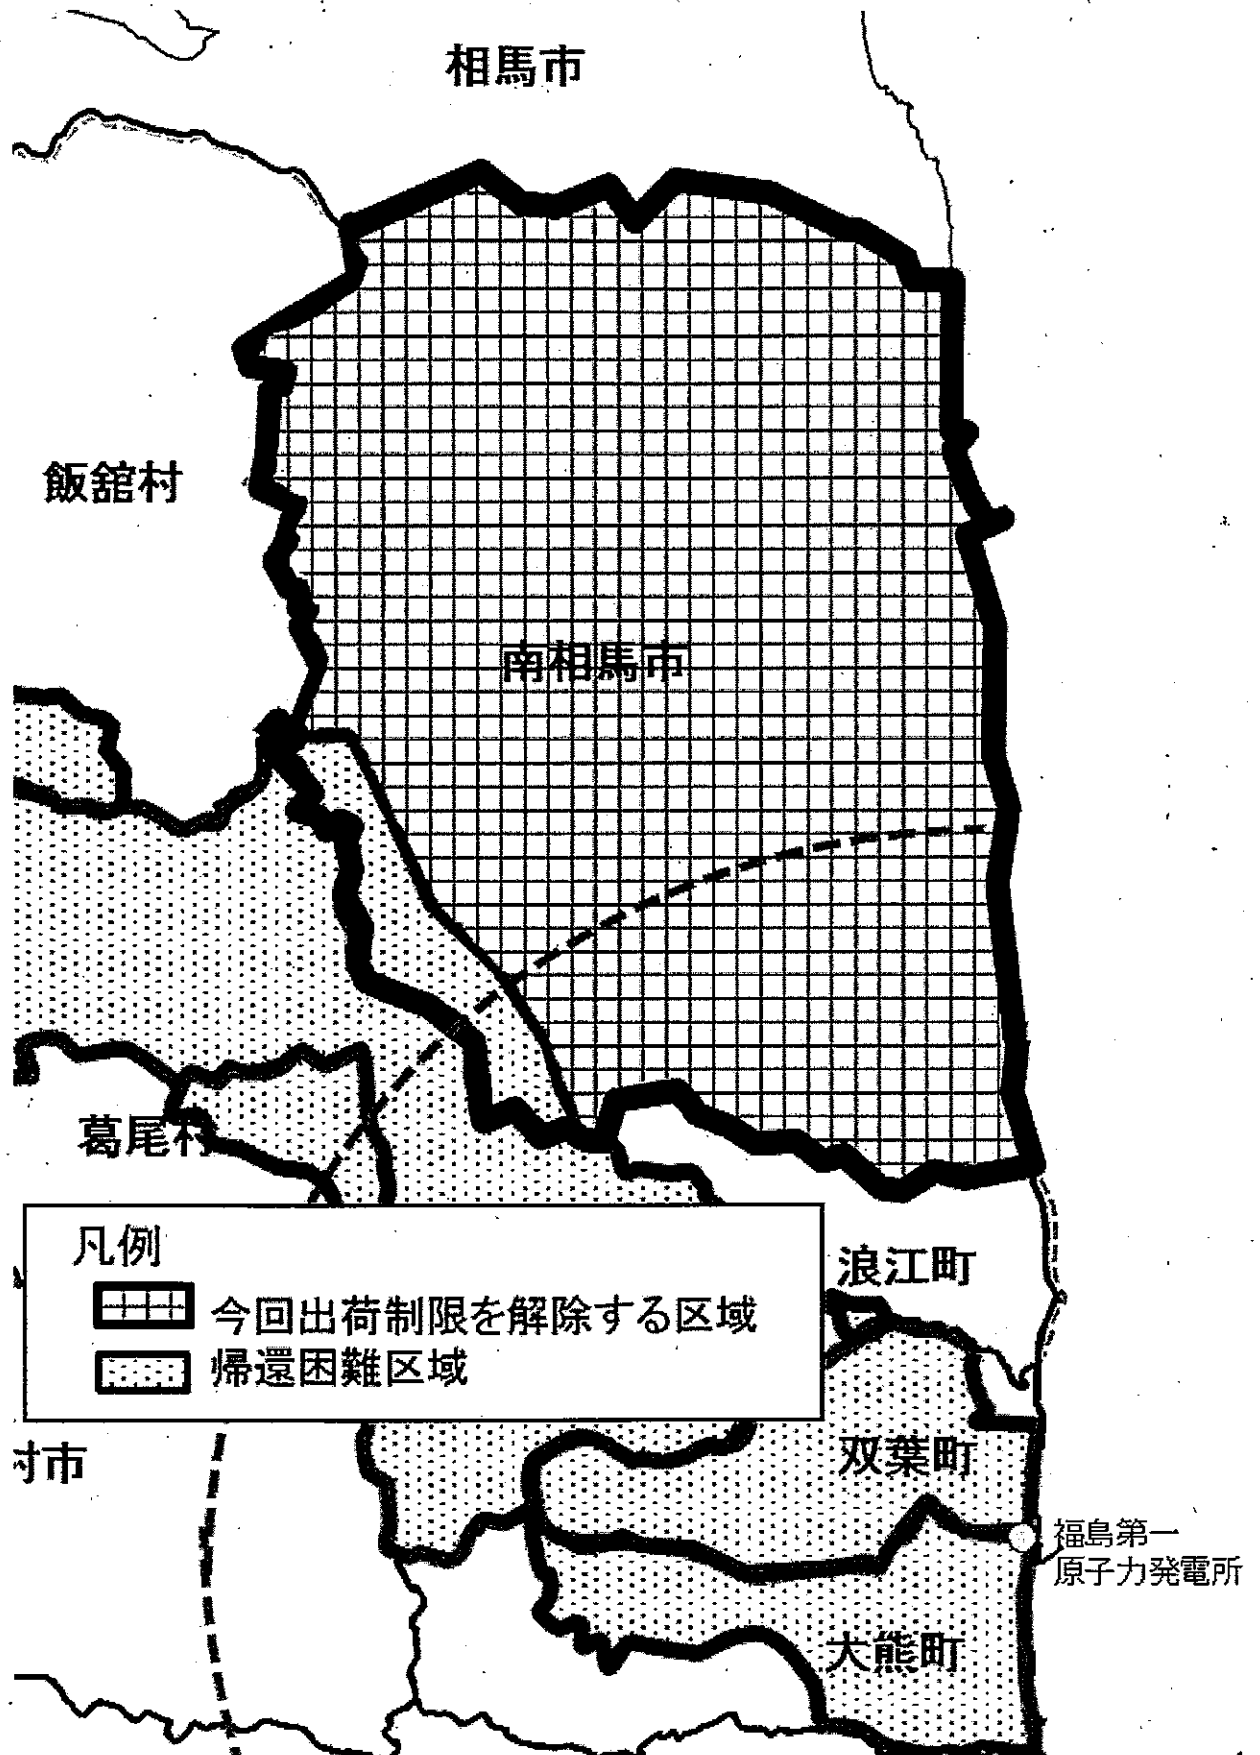 相馬市
飯舘村
南相馬市
葛尾村
凡例
今回出荷制限を解除する区域
帰還困難区域
浪江町
村市
双葉町
福島第一
原子力発電所
大熊町